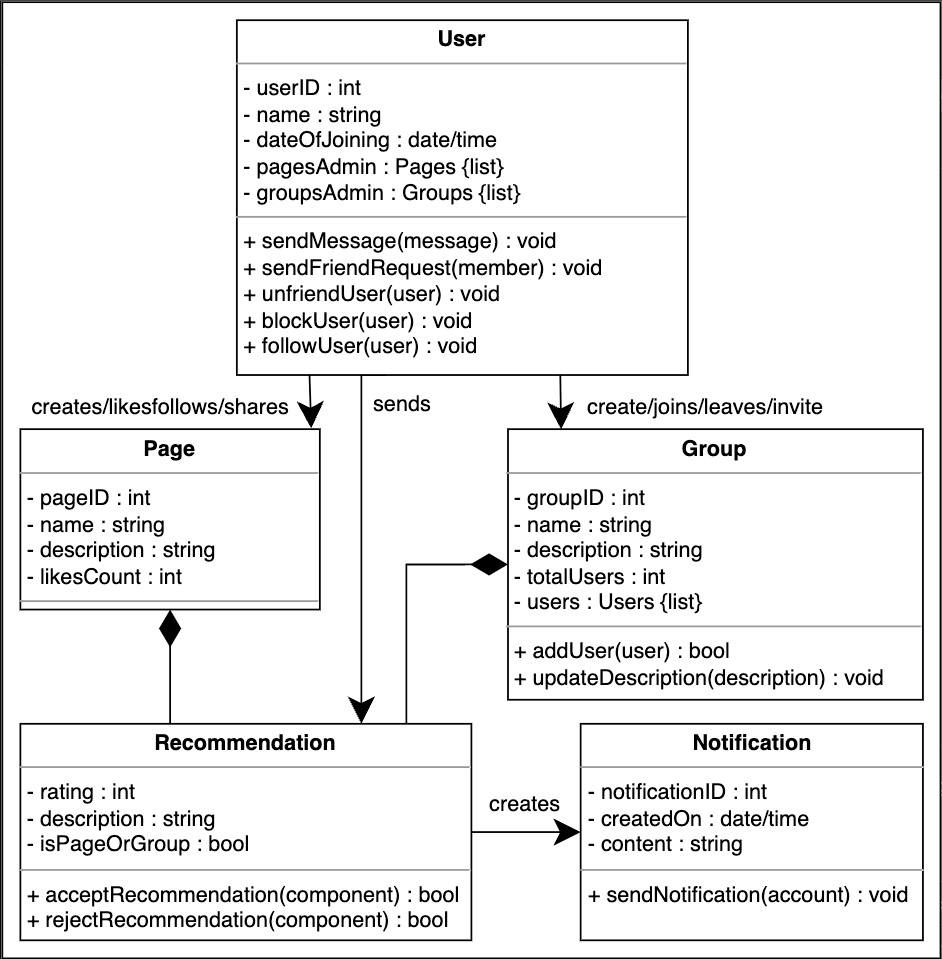 User
- userID : int
- name : string
- dateOfJoining : date/time
- pagesAdmin : Pages {list}
- groupsAdmin : Groups {list}
+ sendMessage(message) : void
+ sendFriendRequest(member) : void
+ unfriendUser(user) : void
+ blockUser(user) : void
+ followUser(user) : void
creates/likesfollows/shares
sends
create/joins/leaves/invite
Page
- pageID : int
- name : string
- description : string
- likesCount : int
Group
- groupID : int
- name : string
- description : string
- totalUsers : int
- users : Users {list}
+ addUser(user) : bool
+ updateDescription(description) : void
Recommendation
- rating : int
- description : string
- isPageOrGroup : bool
+ acceptRecommendation(component) : bool
+ rejectRecommendation(component) : bool
creates
Notification
- notificationID : int
- createdOn : date/time
- content : string
+ sendNotification(account) : void